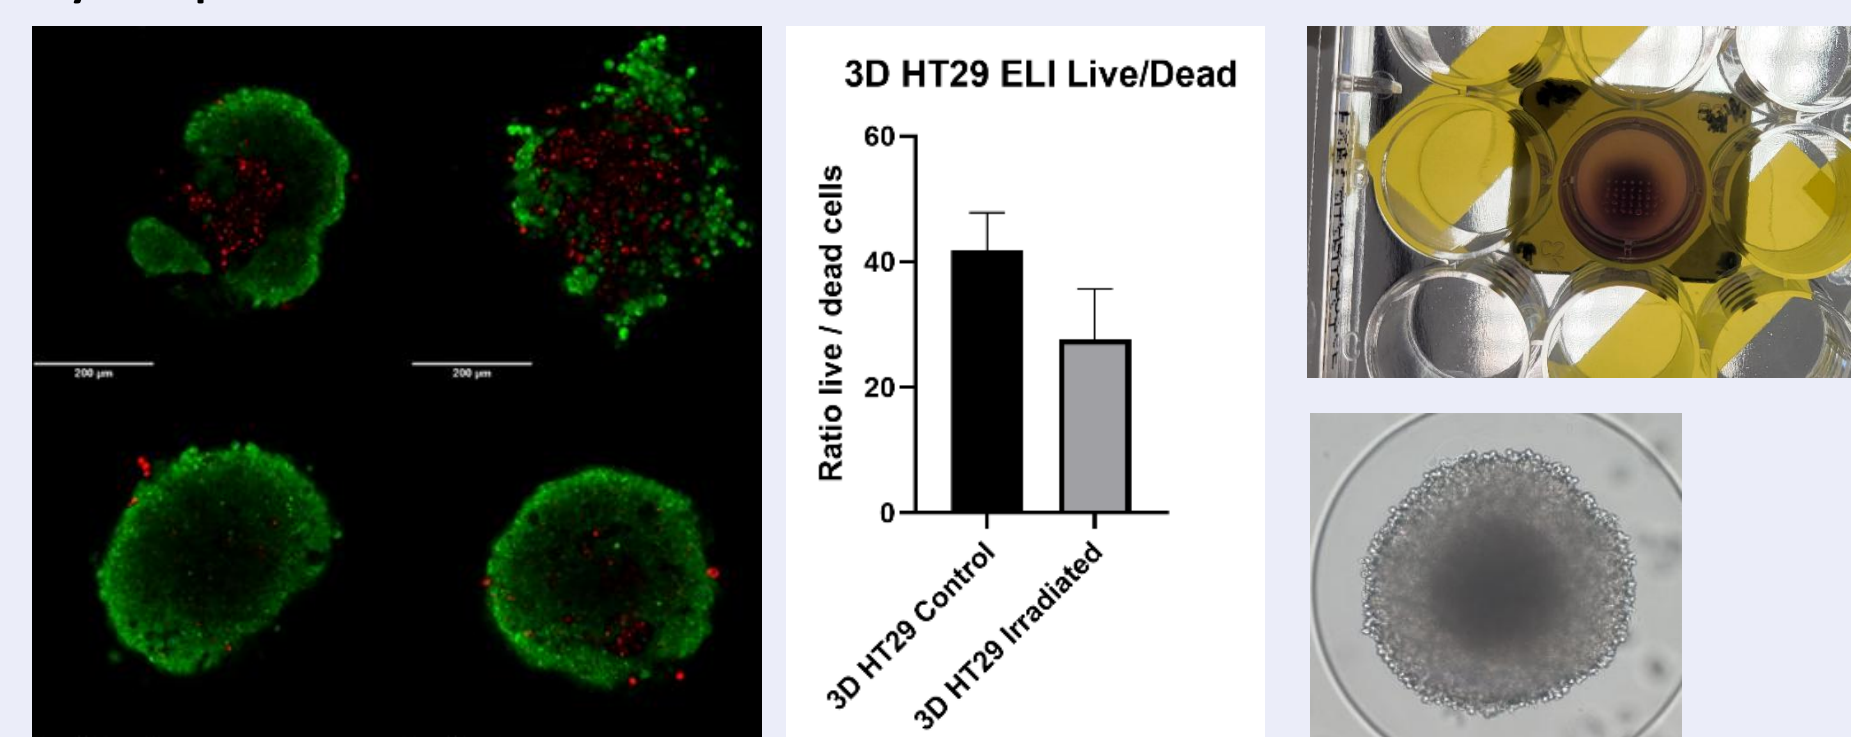 200 µm
200 µm
3D HT29 ELI Live/Dead
Ratio live / dead cells
60
40
20
0
3D HT29 Control
3D HT29 Irradiated